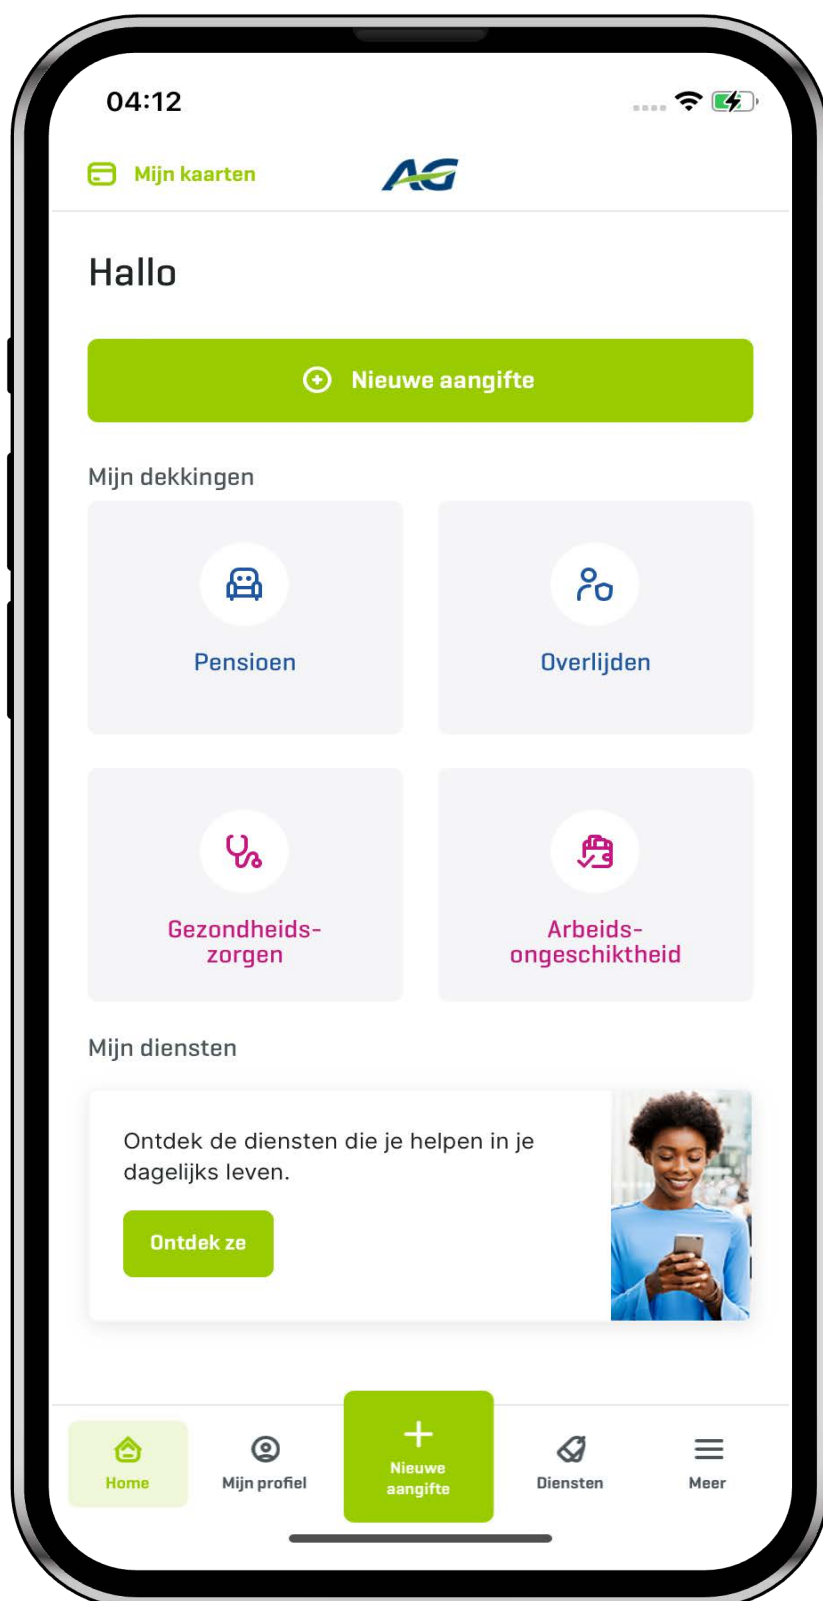 04:12
Mijn kaarten
AG
Hallo
Nieuwe aangifte
Mijn dekkingen
Pensioen
Overlijden
Gezondheids-
zorgen
Arbeids-
ongeschiktheid
Mijn diensten
Ontdek de diensten die je helpen in je
dagelijks leven.
Ontdek ze
Home
Mijn profiel
Nieuwe
aangifte
Diensten
Meer